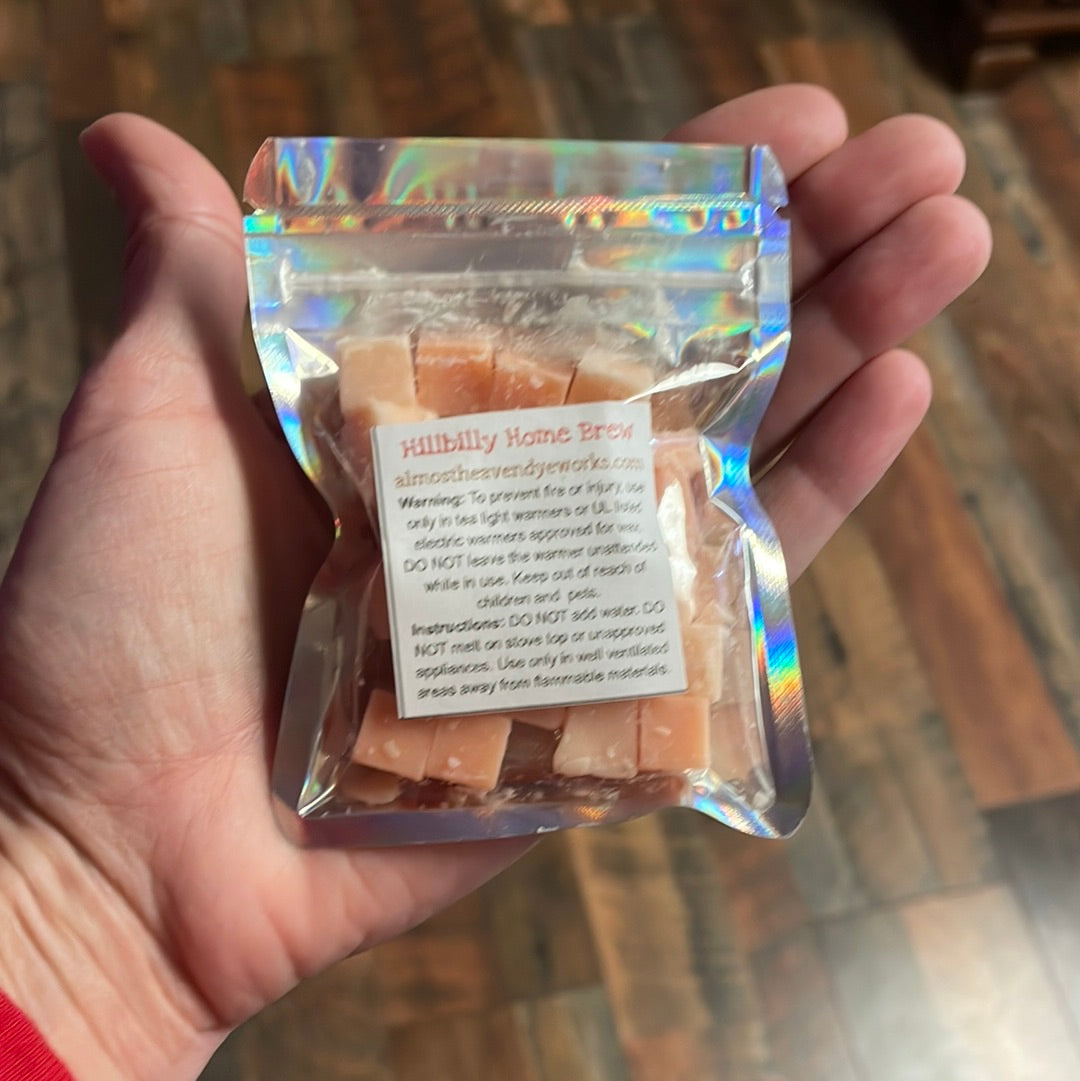 Hillbilly Home Brew
almostheavendyeworks.com
Warning: To prevent fire or injury, use
only in tea light warmers or UL listed
electric warmers approved for wax.
DO NOT leave the warmer unattended
while in use. Keep out of reach of
children and pets.
Instructions: DO NOT add water. DO
NOT melt on stove top or unapproved
appliances. Use only in well ventilated
areas away from flammable materials.